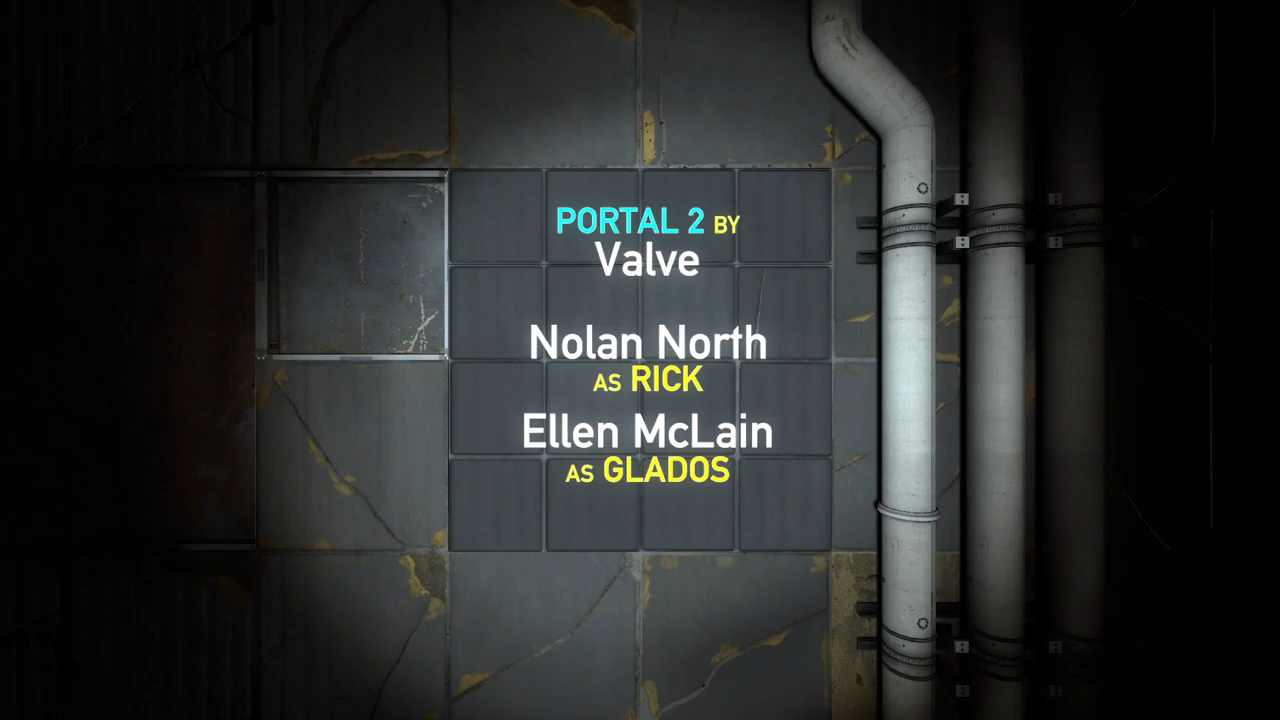 PORTAL 2 BY
Valve
Nolan North
AS RICK
Ellen McLain
AS GLADOS